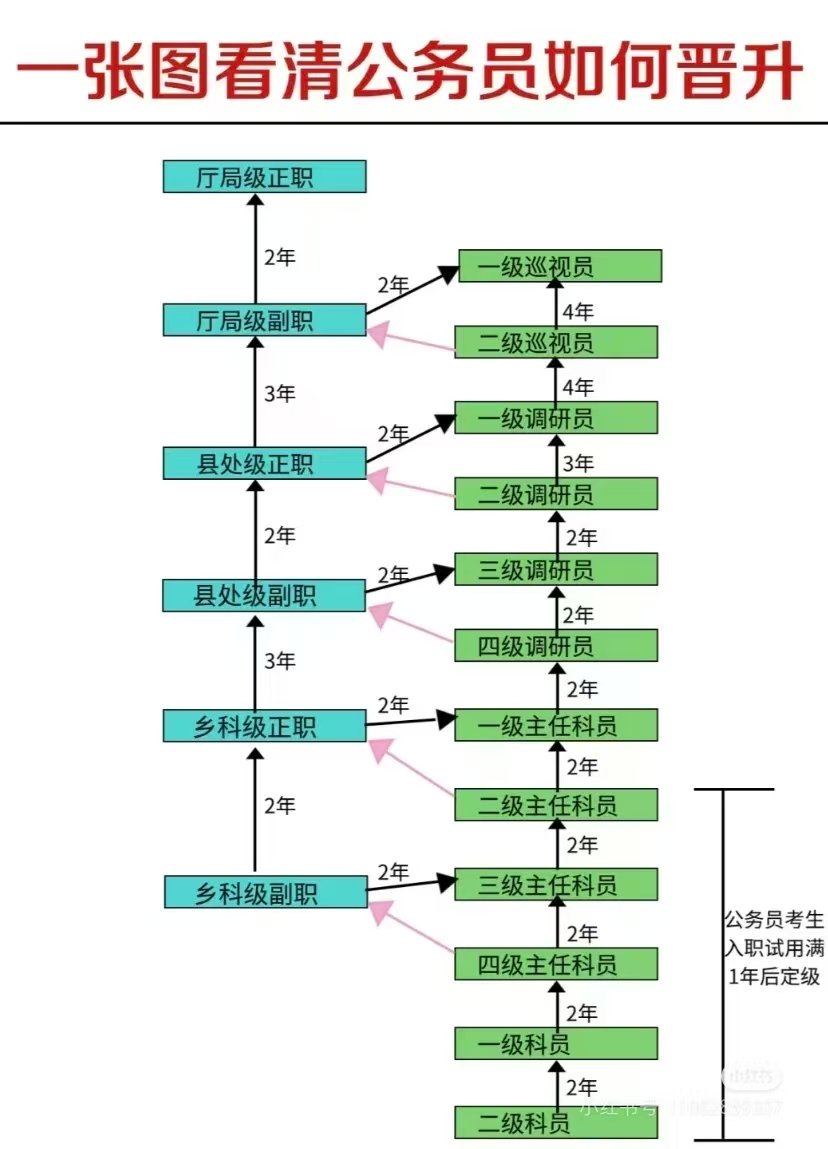 一张图看清公务员如何晋升
厅局级正职
2年
2年
一级巡视员
厅局级副职
4年
二级巡视员
3年
4年
2年
一级调研员
县处级正职
3年
二级调研员
2年
2年
2年
三级调研员
县处级副职
2年
四级调研员
3年
2年
2年
乡科级正职
一级主任科员
2年
2年
二级主任科员
2年
2年
三级主任科员
乡科级副职
公务员考生
入职试用满
1年后定级
2年
四级主任科员
2年
一级科员
2年
小红书
小红书号
二级科员